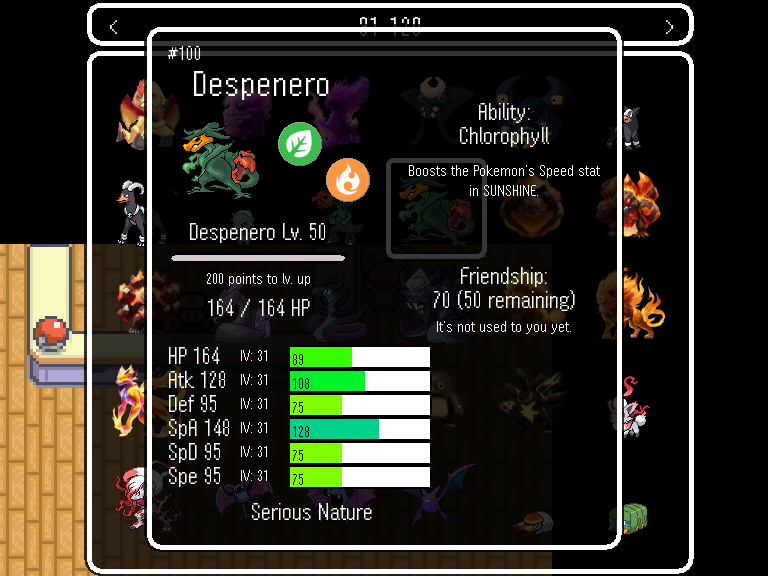 <
81-120
>
#100
Despenero
Ability:
Chlorophyll
Boosts the Pokemon's Speed stat
in SUNSHINE.
Despenero Lv. 50
200 points to lv. up
164 / 164 HP
Friendship:
70 (50 remaining)
It's not used to you yet.
HP 164 IV: 31 89
Atk 128 IV: 31 108
Def 95 IV: 31 75
SpA 148 IV: 31 128
SpD 95 IV: 31 75
Spe 95 IV: 31 75
Serious Nature